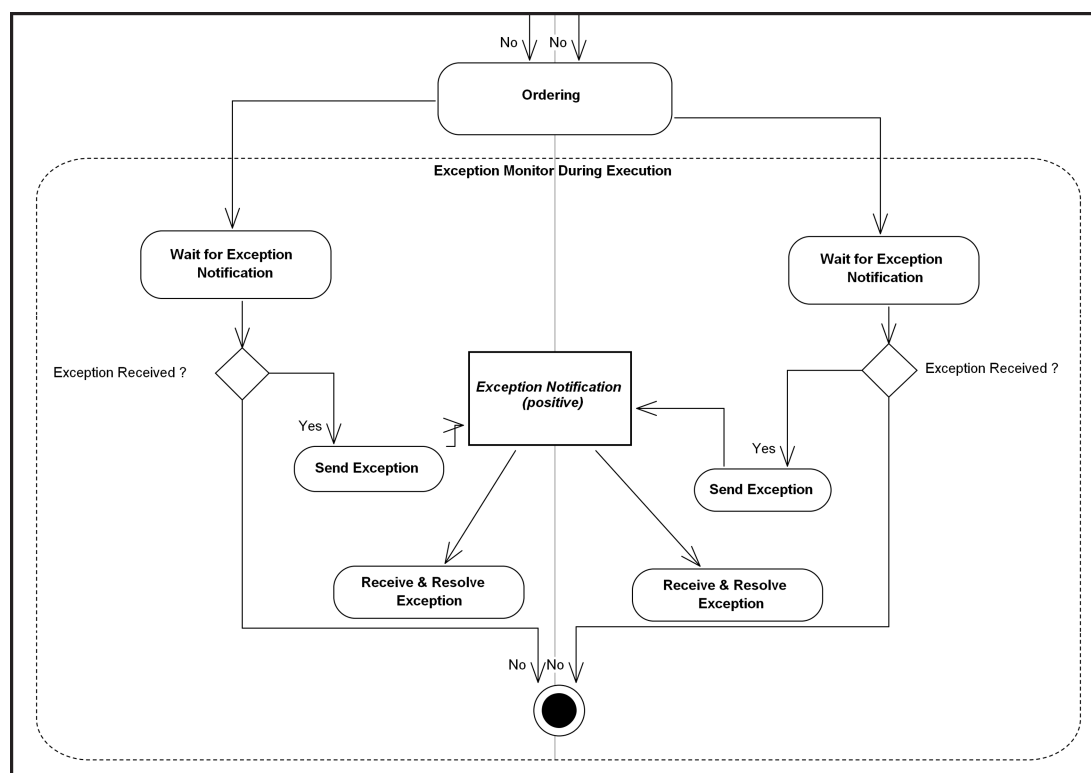 No No
Ordering
Exception Monitor During Execution
Wait for Exception
Notification
Wait for Exception
Notification
Exception Received ?
Exception Received ?
Exception Notification
(positive)
Yes
Yes
Send Exception
Send Exception
Receive & Resolve
Exception
Receive & Resolve
Exception
No No